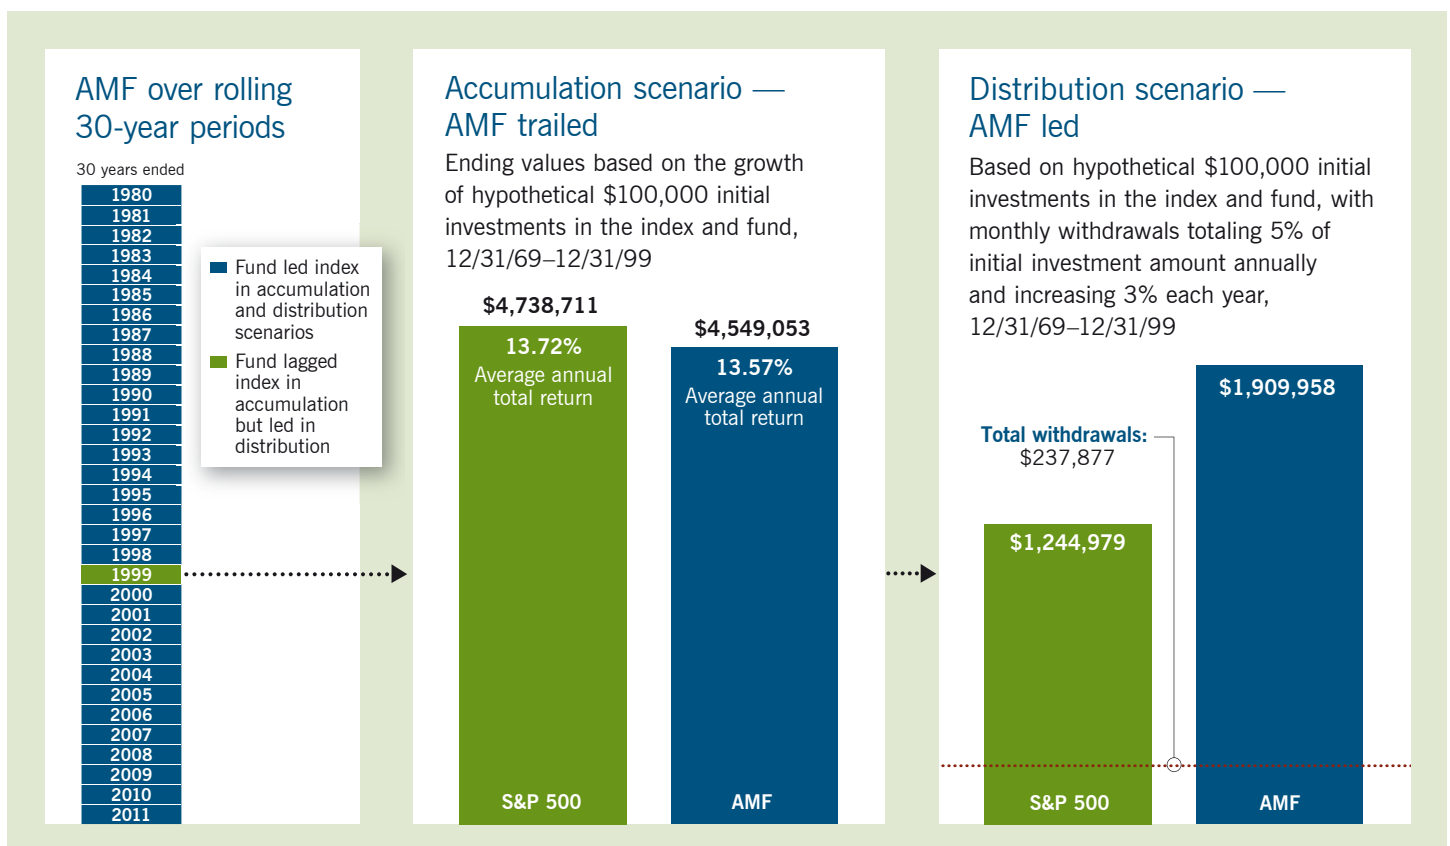 AMF over rolling
30-year periods
30 years ended
1980
1981
1982
1983
1984
1985
1986
1987
1988
1989
1990
1991
1992
1993
1994
1995
1996
1997
1998
1999
2000
2001
2002
2003
2004
2005
2006
2007
2008
2009
2010
2011
Fund led index
in accumulation
and distribution
scenarios
Fund lagged
index in
accumulation
but led in
distribution
Accumulation scenario —
AMF trailed
Ending values based on the growth
of hypothetical $100,000 initial
investments in the index and fund,
12/31/69–12/31/99
$4,738,711
13.72%
Average annual
total return
S&P 500
$4,549,053
13.57%
Average annual
total return
AMF
Distribution scenario —
AMF led
Based on hypothetical $100,000 initial
investments in the index and fund, with
monthly withdrawals totaling 5% of
initial investment amount annually
and increasing 3% each year,
12/31/69–12/31/99
Total withdrawals:
$237,877
$1,244,979
S&P 500
$1,909,958
AMF